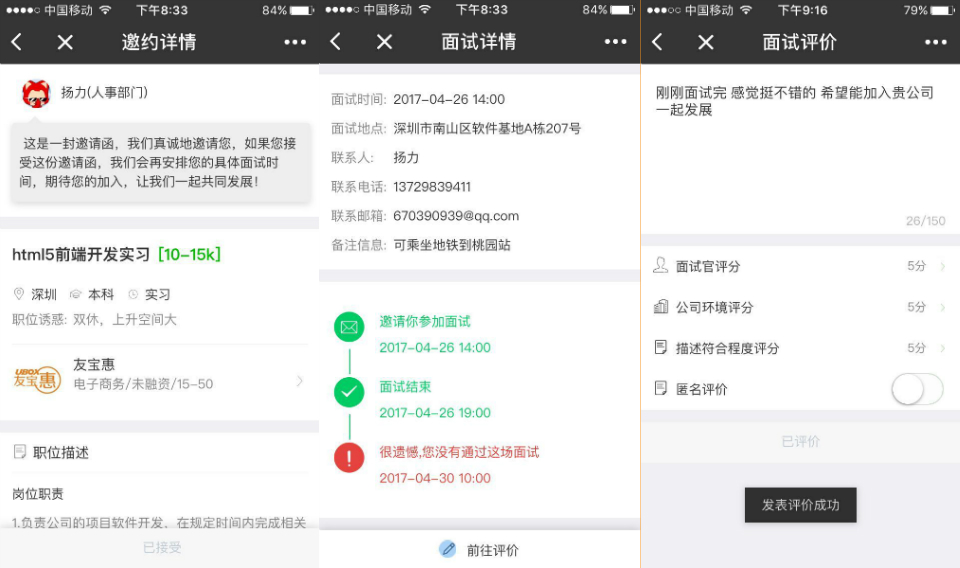 中国移动 下午8:33 84%
邀约详情
扬力(人事部门)
这是一封邀请函，我们真诚地邀请您，如果您接
受这份邀请函，我们会再安排您的具体面试时
间，期待您的加入，让我们一起共同发展！
html5前端开发实习 [10-15k]
深圳 本科 实习
职位诱惑: 双休，上升空间大
UBOX
友宝惠
友宝惠
电子商务/未融资/15-50
职位描述
岗位职责
1.负责公司的项目软件开发、在规定时间内完成相关
已接受
中国移动 下午8:33 84%
面试详情
面试时间: 2017-04-26 14:00
面试地点: 深圳市南山区软件基地A栋207号
联系人: 扬力
联系电话: 13729839411
联系邮箱: 670390939@qq.com
备注信息: 可乘坐地铁到桃园站
邀请你参加面试
2017-04-26 14:00
面试结束
2017-04-26 19:00
很遗憾,您没有通过这场面试
2017-04-30 10:00
前往评价
中国移动 下午9:16 79%
面试评价
刚刚面试完 感觉挺不错的 希望能加入贵公司
一起发展
26/150
面试官评分 5分
公司环境评分 5分
描述符合程度评分 5分
匿名评价
已评价
发表评价成功